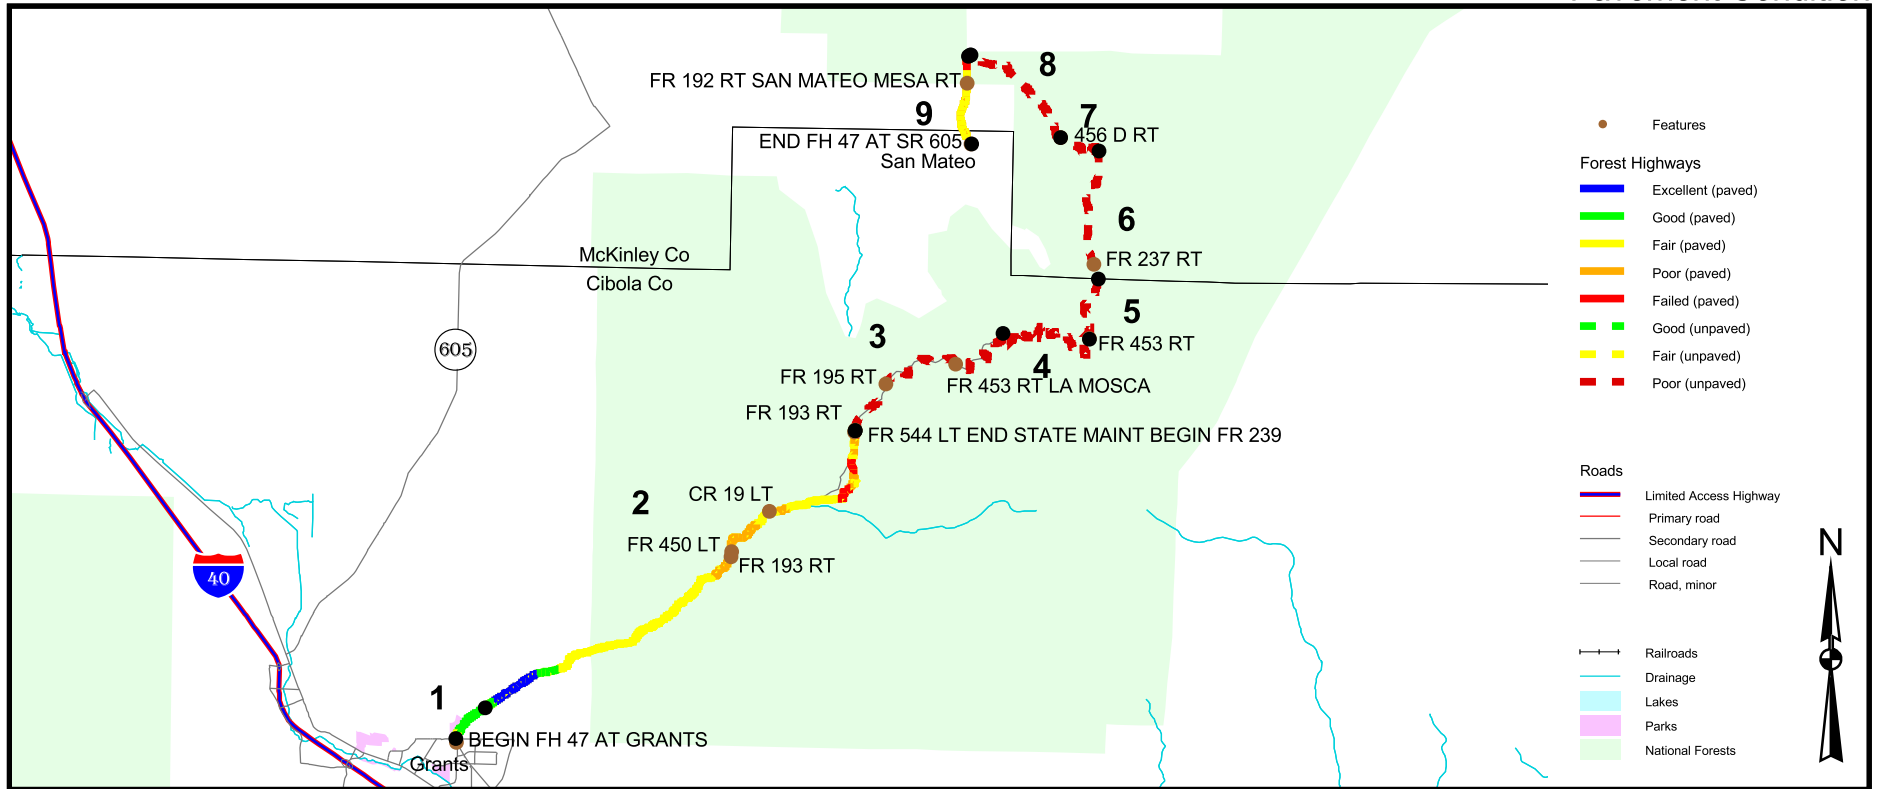 8
FR 192 RT SAN MATEO MESA RT
9
7
456 D RT
END FH 47 AT SR 605
San Mateo
6
McKinley Co
FR 237 RT
Cibola Co
5
3
605
FR 453 RT
4
FR 195 RT
FR 453 RT LA MOSCA
FR 193 RT
FR 544 LT END STATE MAINT BEGIN FR 239
CR 19 LT
2
FR 450 LT
FR 193 RT
40
1
BEGIN FH 47 AT GRANTS
Grants
Features
Forest Highways
Excellent (paved)
Good (paved)
Fair (paved)
Poor (paved)
Failed (paved)
Good (unpaved)
Fair (unpaved)
Poor (unpaved)
Roads
Limited Access Highway
Primary road
Secondary road
Local road
Road, minor
N
Railroads
Drainage
Lakes
Parks
National Forests